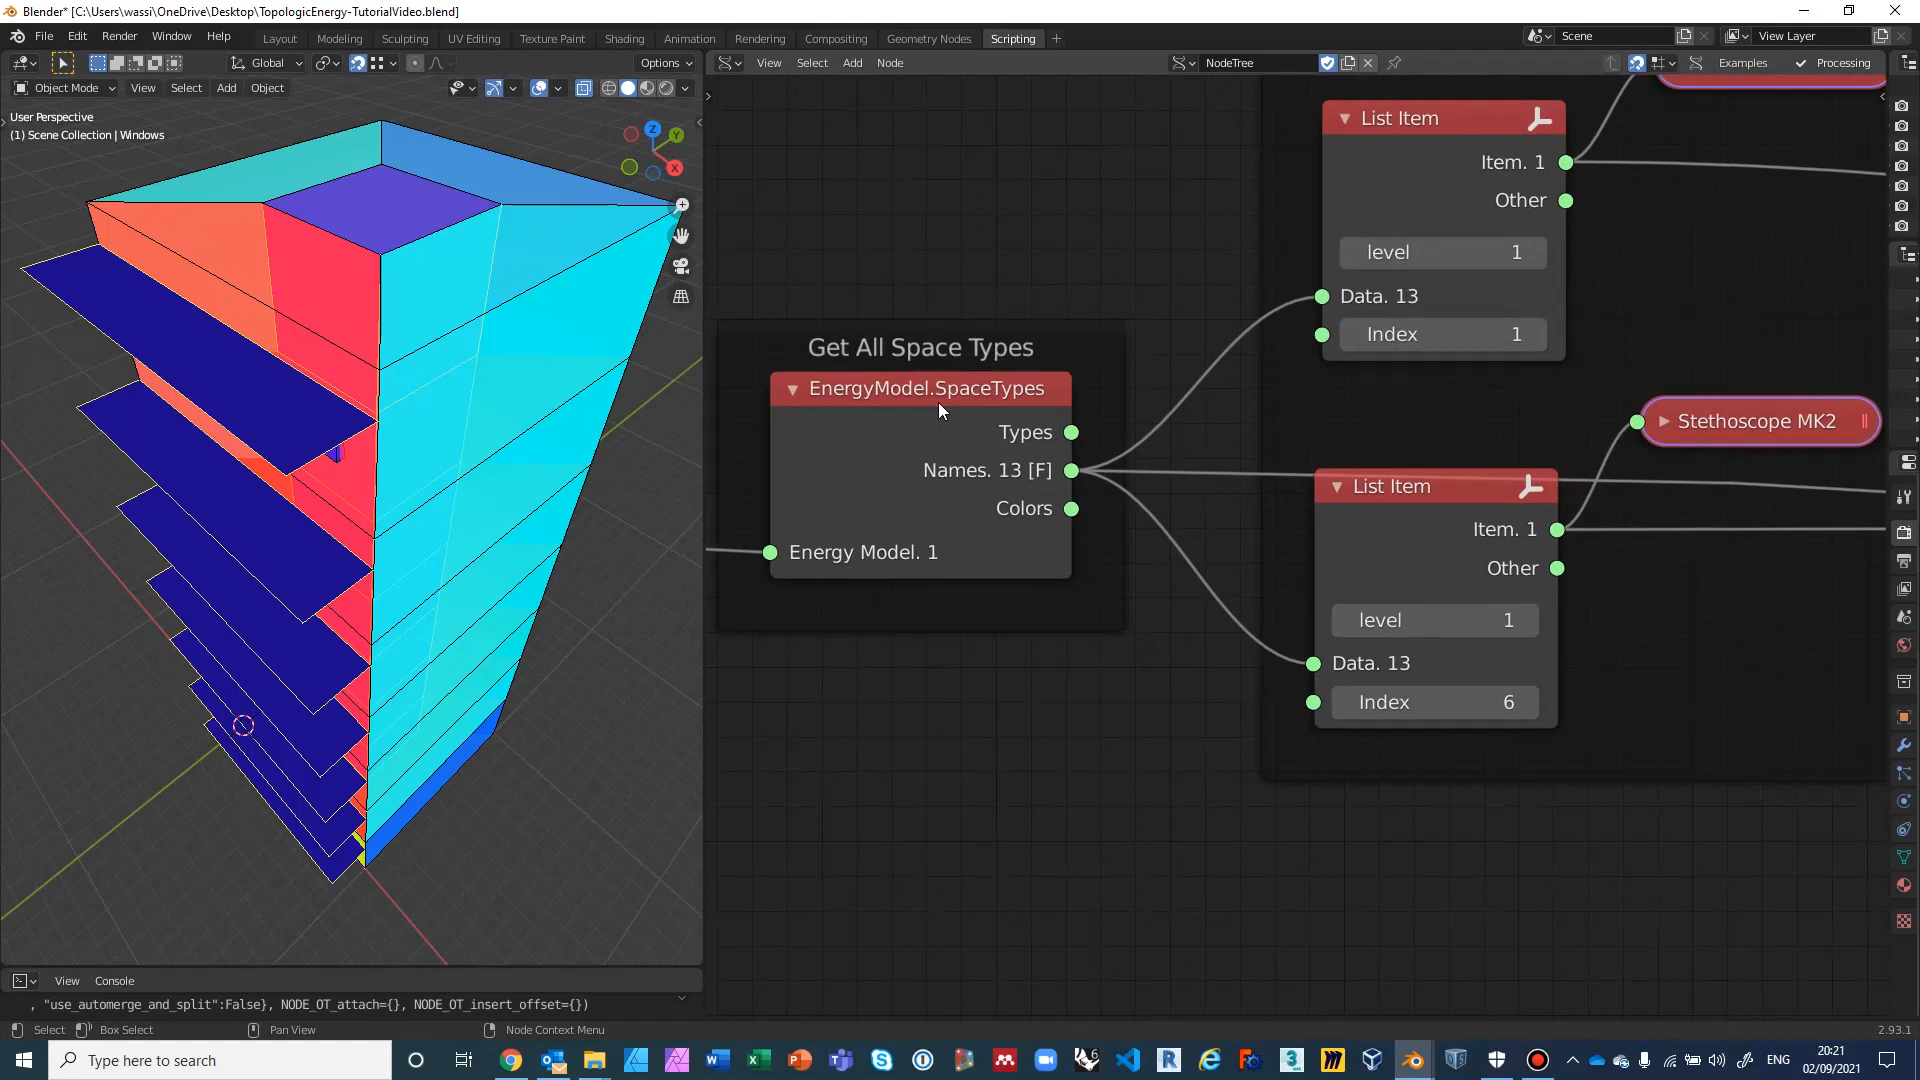 Blender* [C:\Users\wassi\OneDrive\Desktop\TopologicEnergy-TutorialVideo.blend]
File Edit Render Window Help
Layout Modeling Sculpting UV Editing Texture Paint Shading Animation Rendering Compositing Geometry Nodes Scripting
Scene
View Layer
Global
Options
View Select Add Node
NodeTree
Examples
Processing
Object Mode View Select Add Object
User Perspective
(1) Scene Collection | Windows
Z
Y
X
List Item
Item. 1
Other
level 1
Data. 13
Index 1
Get All Space Types
EnergyModel.SpaceTypes
Types
Names. 13 [F]
Colors
Energy Model. 1
Stethoscope MK2
List Item
Item. 1
Other
level 1
Data. 13
Index 6
View Console
, "use_automerge_and_split":False}, NODE_OT_attach={}, NODE_OT_insert_offset={})
Select Box Select Pan View Node Context Menu
2.93.1
Type here to search
ENG
20:21
02/09/2021